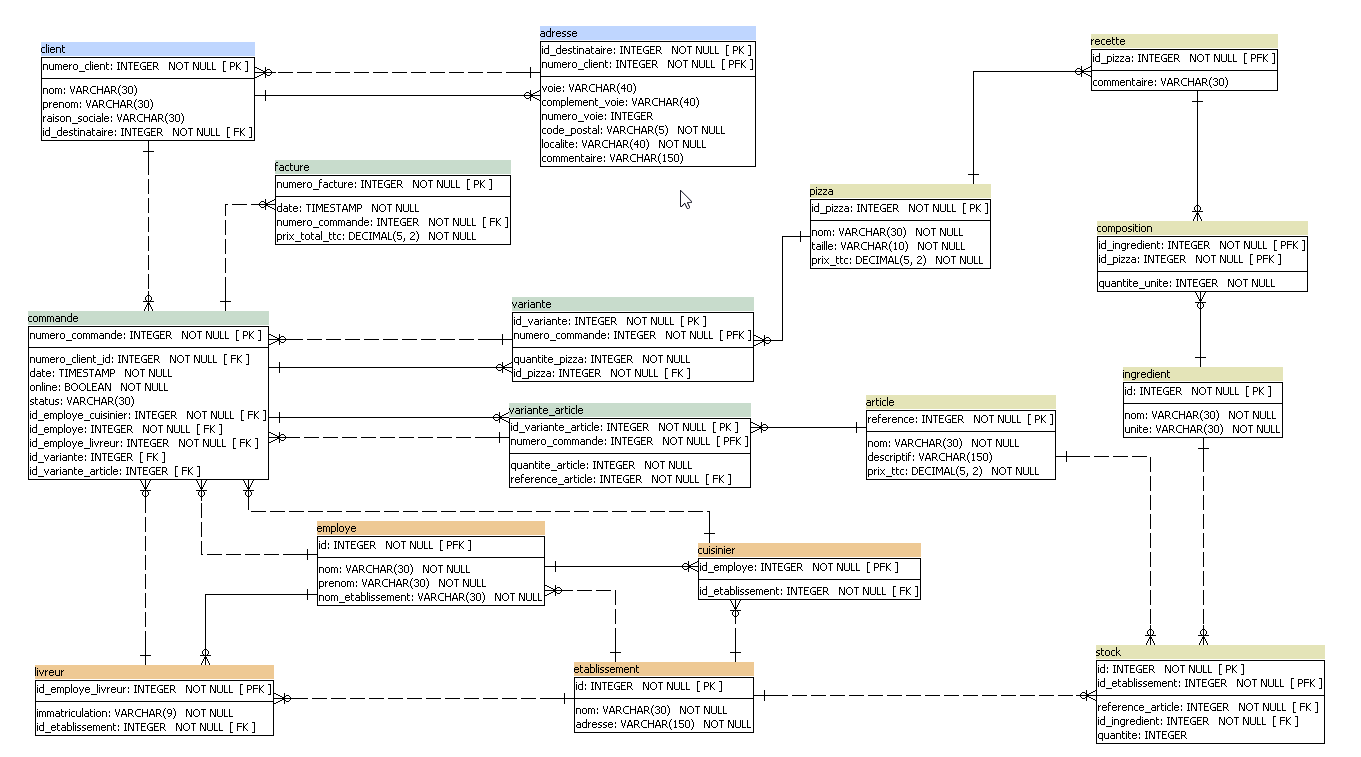 client
numero_client: INTEGER NOT NULL [ PK ]
nom: VARCHAR(30)
prenom: VARCHAR(30)
raison_sociale: VARCHAR(30)
id_destinataire: INTEGER NOT NULL [ FK ]
adresse
id_destinataire: INTEGER NOT NULL [ PK ]
numero_client: INTEGER NOT NULL [ PFK ]
voie: VARCHAR(40)
complement_voie: VARCHAR(40)
numero_voie: INTEGER
code_postal: VARCHAR(5) NOT NULL
localite: VARCHAR(40) NOT NULL
commentaire: VARCHAR(150)
recette
id_pizza: INTEGER NOT NULL [ PFK ]
commentaire: VARCHAR(30)
facture
numero_facture: INTEGER NOT NULL [ PK ]
date: TIMESTAMP NOT NULL
numero_commande: INTEGER NOT NULL [ FK ]
prix_total_ttc: DECIMAL(5, 2) NOT NULL
pizza
id_pizza: INTEGER NOT NULL [ PK ]
nom: VARCHAR(30) NOT NULL
taille: VARCHAR(10) NOT NULL
prix_ttc: DECIMAL(5, 2) NOT NULL
composition
id_ingredient: INTEGER NOT NULL [ PFK ]
id_pizza: INTEGER NOT NULL [ PFK ]
quantite_unite: INTEGER NOT NULL
commande
numero_commande: INTEGER NOT NULL [ PK ]
numero_client_id: INTEGER NOT NULL [ FK ]
date: TIMESTAMP NOT NULL
online: BOOLEAN NOT NULL
status: VARCHAR(30)
id_employe_cuisinier: INTEGER NOT NULL [ FK ]
id_employe: INTEGER NOT NULL [ FK ]
id_employe_livreur: INTEGER NOT NULL [ FK ]
id_variante: INTEGER [ FK ]
id_variante_article: INTEGER [ FK ]
variante
id_variante: INTEGER NOT NULL [ PK ]
numero_commande: INTEGER NOT NULL [ PFK ]
quantite_pizza: INTEGER NOT NULL
id_pizza: INTEGER NOT NULL [ FK ]
variante_article
id_variante_article: INTEGER NOT NULL [ PK ]
numero_commande: INTEGER NOT NULL [ PFK ]
quantite_article: INTEGER NOT NULL
reference_article: INTEGER NOT NULL [ FK ]
article
reference: INTEGER NOT NULL [ PK ]
nom: VARCHAR(30) NOT NULL
descriptif: VARCHAR(150)
prix_ttc: DECIMAL(5, 2) NOT NULL
ingredient
id: INTEGER NOT NULL [ PK ]
nom: VARCHAR(30) NOT NULL
unite: VARCHAR(30) NOT NULL
employe
id: INTEGER NOT NULL [ PFK ]
nom: VARCHAR(30) NOT NULL
prenom: VARCHAR(30) NOT NULL
nom_etablissement: VARCHAR(30) NOT NULL
cuisinier
id_employe: INTEGER NOT NULL [ PFK ]
id_etablissement: INTEGER NOT NULL [ FK ]
livreur
id_employe_livreur: INTEGER NOT NULL [ PFK ]
immatriculation: VARCHAR(9) NOT NULL
id_etablissement: INTEGER NOT NULL [ FK ]
etablissement
id: INTEGER NOT NULL [ PK ]
nom: VARCHAR(30) NOT NULL
adresse: VARCHAR(150) NOT NULL
stock
id: INTEGER NOT NULL [ PK ]
id_etablissement: INTEGER NOT NULL [ PFK ]
reference_article: INTEGER NOT NULL [ FK ]
id_ingredient: INTEGER NOT NULL [ FK ]
quantite: INTEGER